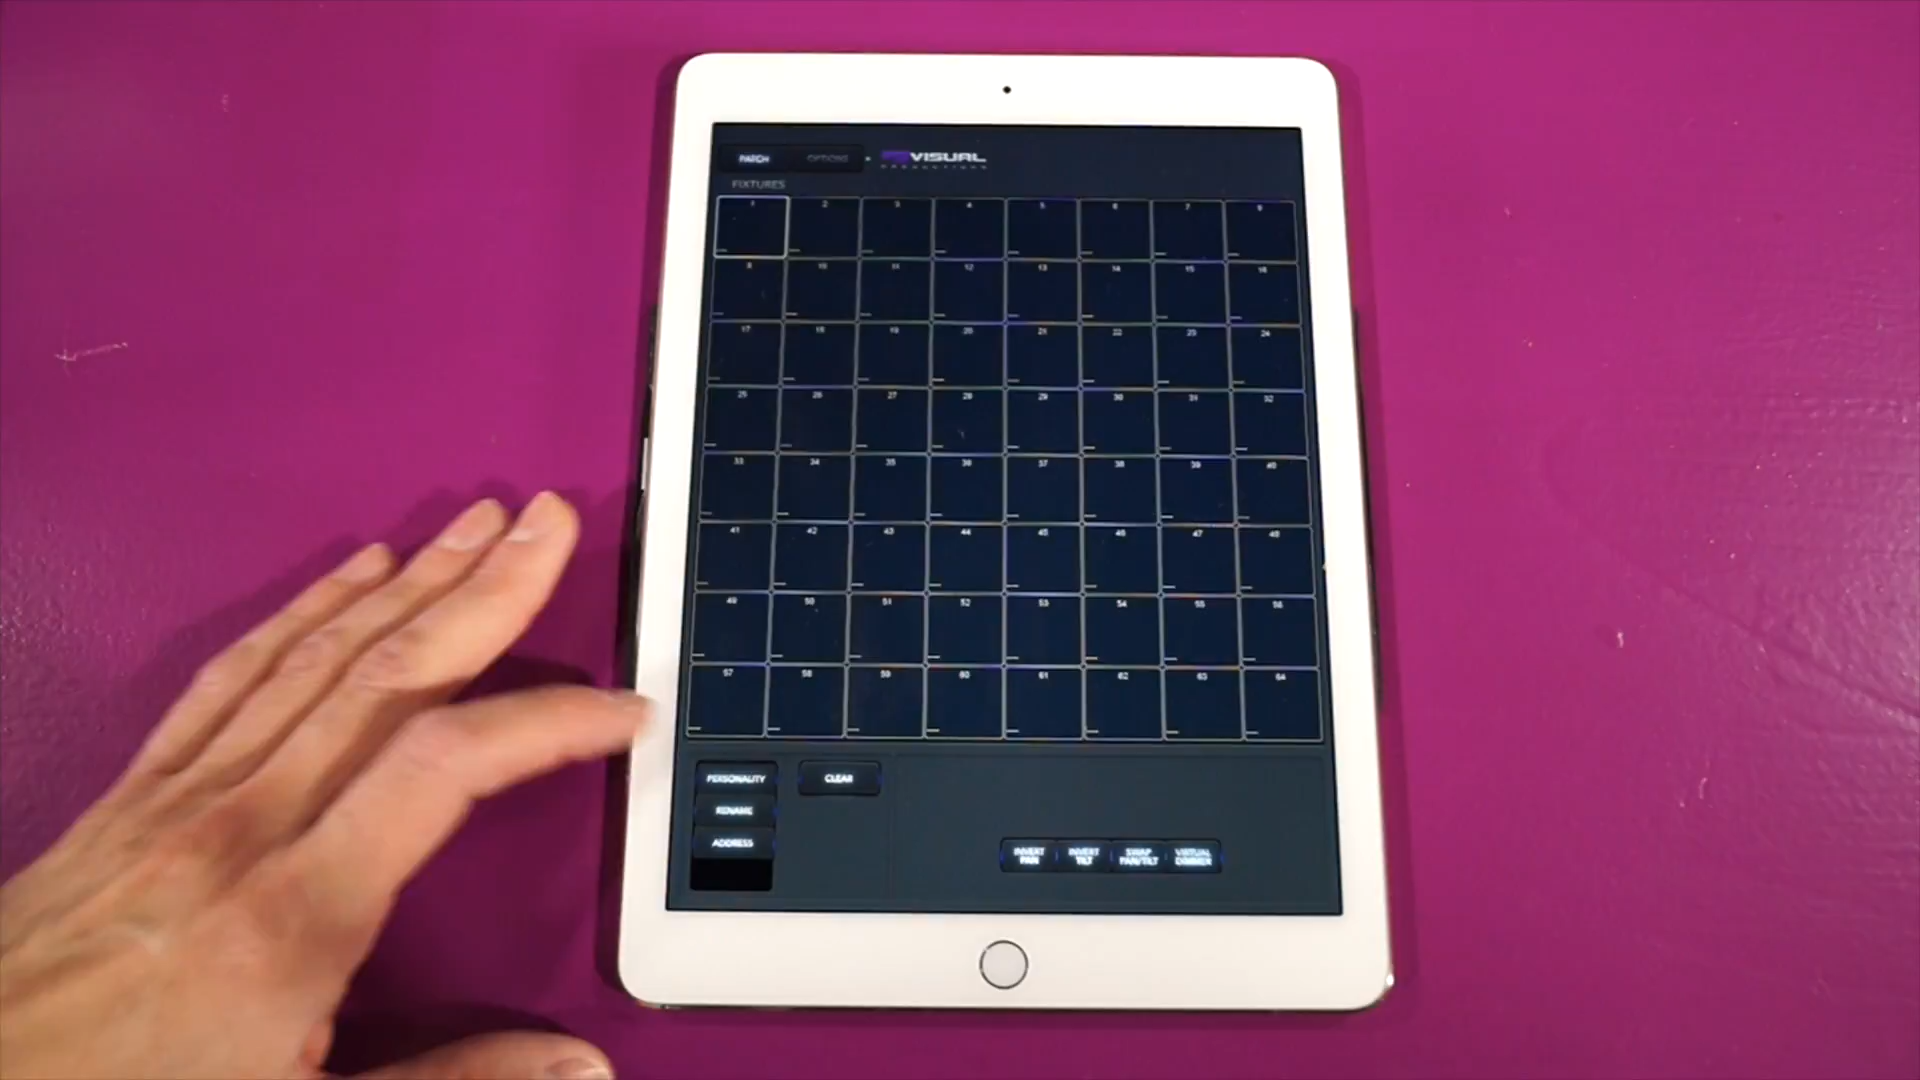 PATCH OPTIONS VISUAL
PRODUCTIONS
FIXTURES
1 2 3 4 5 6 7 8
9 10 11 12 13 14 15 16
17 18 19 20 21 22 23 24
25 26 27 28 29 30 31 32
33 34 35 36 37 38 39 40
41 42 43 44 45 46 47 48
49 50 51 52 53 54 55 56
57 58 59 60 61 62 63 64
PERSONALITY CLEAR
RENAME
ADDRESS
INVERT PAN INVERT TILT SWAP PAN/TILT VIRTUAL DIMMER